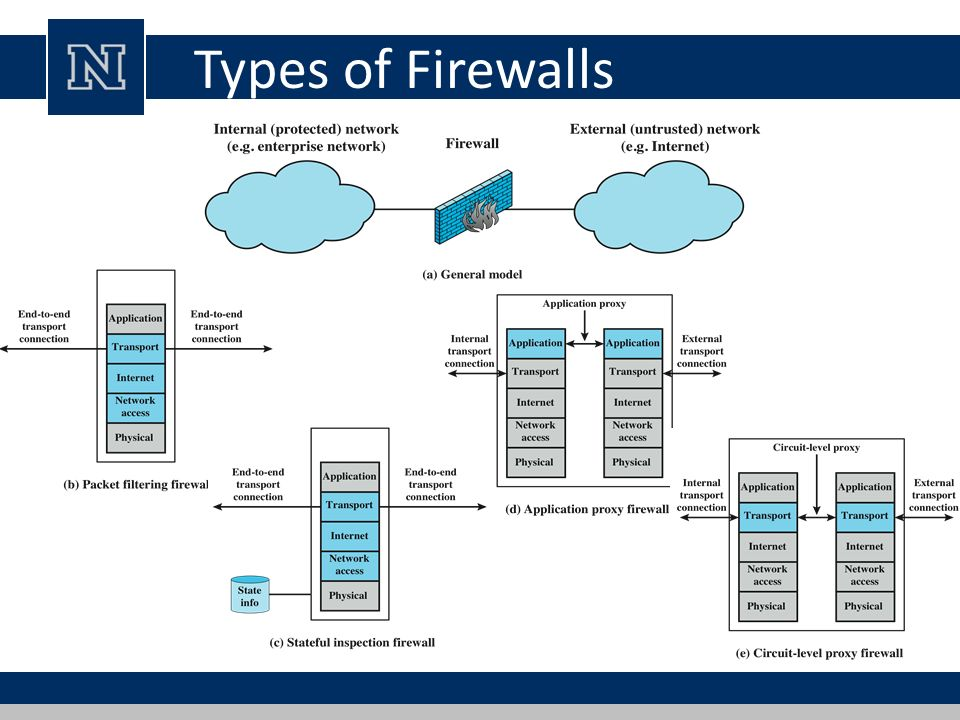 N
Types of Firewalls
Internal (protected) network
(e.g. enterprise network)
Firewall
External (untrusted) network
(e.g. Internet)
(a) General model
End-to-end
transport
connection
Application
Transport
Internet
Network
access
Physical
End-to-end
transport
connection
(b) Packet filtering firewal
End-to-end
transport
connection
Application
Transport
Internet
Network
access
Physical
End-to-end
transport
connection
State
info
(c) Stateful inspection firewall
Application proxy
Internal
transport
connection
Application
Transport
Internet
Network
access
Physical
Application
Transport
Internet
Network
access
Physical
External
transport
connection
(d) Application proxy firewall
Circuit-level proxy
Internal
transport
connection
Application
Transport
Internet
Network
access
Physical
Application
Transport
Internet
Network
access
Physical
External
transport
connection
(e) Circuit-level proxy firewall